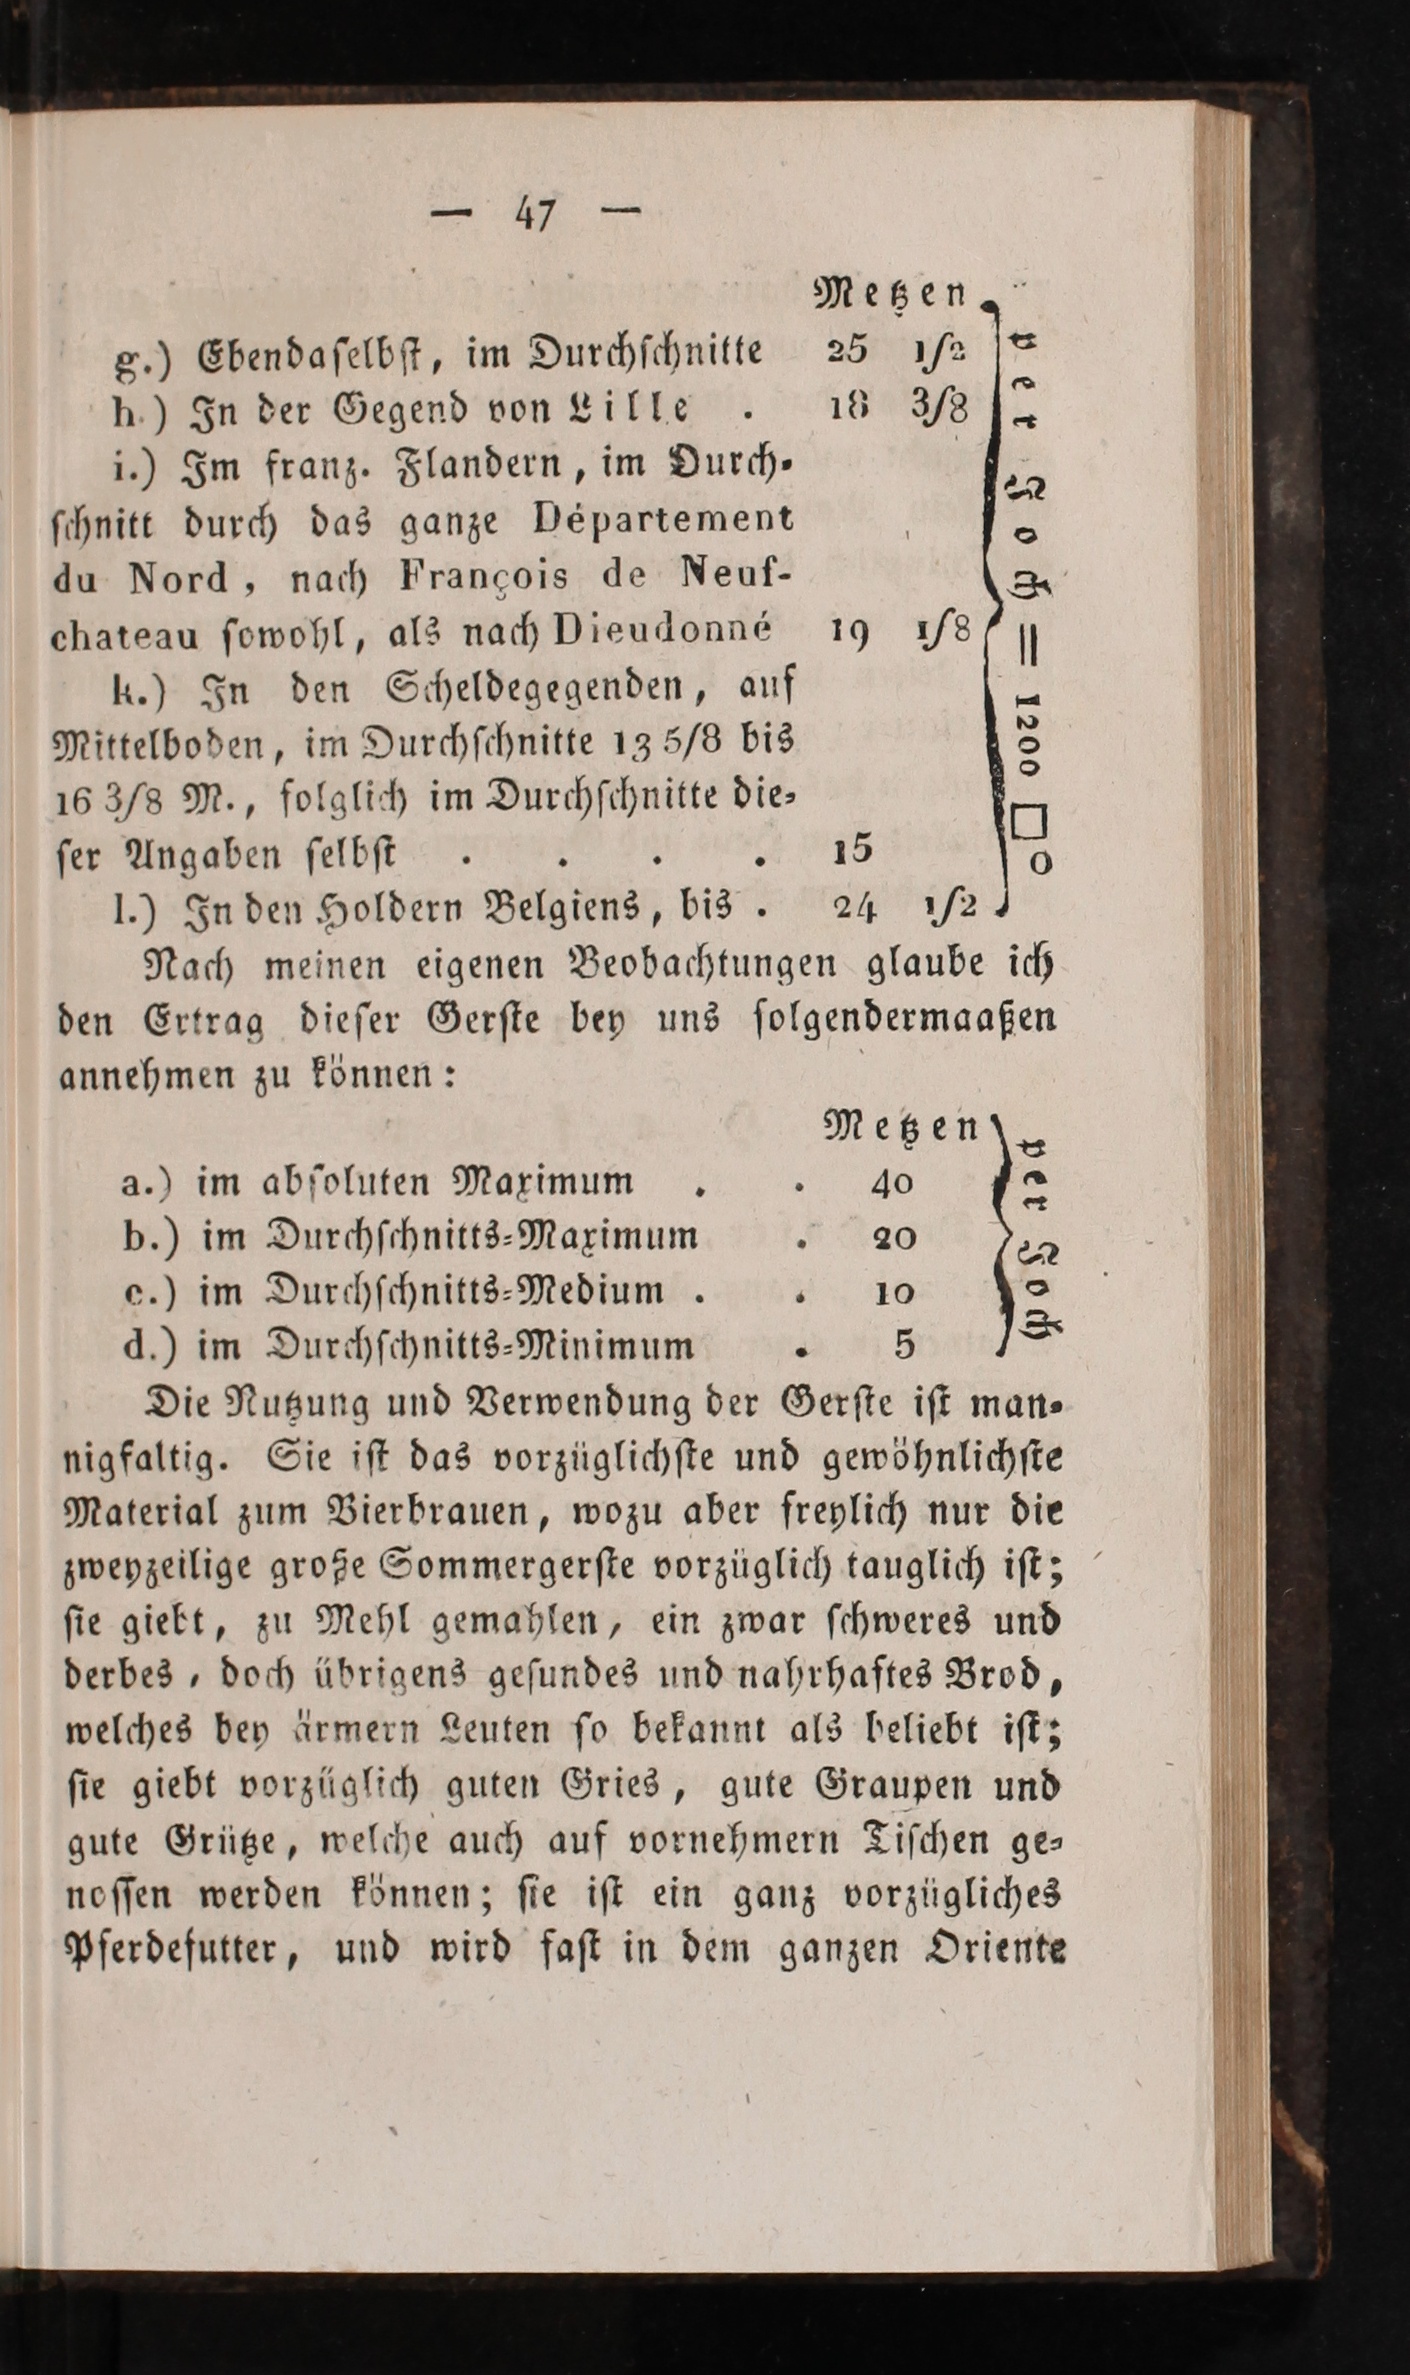 — 47 —
Metzen
g.) Ebendaselbst, im Durchschnitte 25 1/2
h.) In der Gegend von Lille . 18 3/8
i.) Im franz. Flandern, im Durch-
schnitt durch das ganze Département
du Nord, nach François de Neuf-
chateau sowohl, als nach Dieudonné 19 1/8
k.) In den Scheldegegenden, auf
Mittelboden, im Durchschnitte 13 5/8 bis
16 3/8 M., folglich im Durchschnitte die-
ser Angaben selbst . . . . 15
l.) In den Holdern Belgiens, bis . 24 1/2
per Joch = 1200 □°
Nach meinen eigenen Beobachtungen glaube ich
den Ertrag dieser Gerste bey uns folgendermaaßen
annehmen zu können:
Metzen
a.) im absoluten Maximum . . 40
b.) im Durchschnitts-Maximum . 20
c.) im Durchschnitts-Medium . . 10
d.) im Durchschnitts-Minimum . 5
per Joch
Die Nutzung und Verwendung der Gerste ist man-
nigfaltig. Sie ist das vorzüglichste und gewöhnlichste
Material zum Bierbrauen, wozu aber freylich nur die
zweyzeilige große Sommergerste vorzüglich tauglich ist;
sie giebt, zu Mehl gemahlen, ein zwar schweres und
derbes, doch übrigens gesundes und nahrhaftes Brod,
welches bey ärmern Leuten so bekannt als beliebt ist;
sie giebt vorzüglich guten Gries, gute Graupen und
gute Grütze, welche auch auf vornehmern Tischen ge-
nossen werden können; sie ist ein ganz vorzügliches
Pferdefutter, und wird fast in dem ganzen Oriente